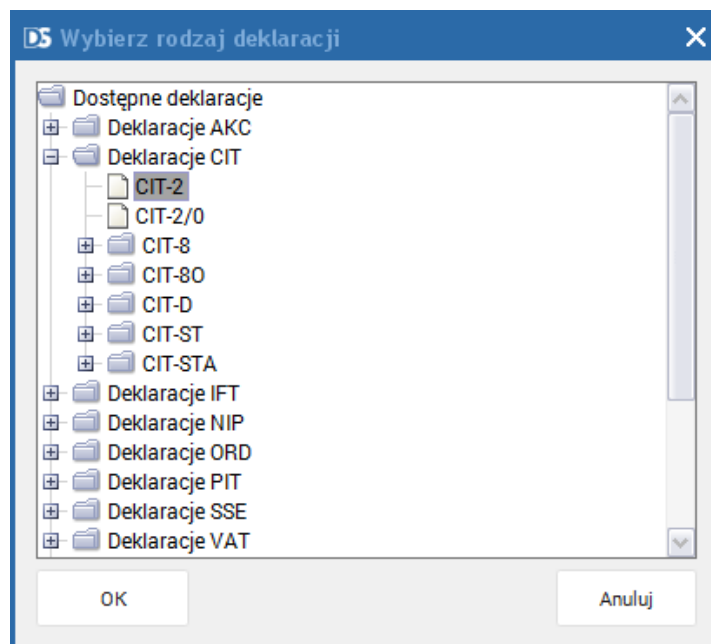 DS Wybierz rodzaj deklaracji
Dostępne deklaracje
Deklaracje AKC
Deklaracje CIT
CIT-2
CIT-2/0
CIT-8
CIT-8O
CIT-D
CIT-ST
CIT-STA
Deklaracje IFT
Deklaracje NIP
Deklaracje ORD
Deklaracje PIT
Deklaracje SSE
Deklaracje VAT
OK
Anuluj